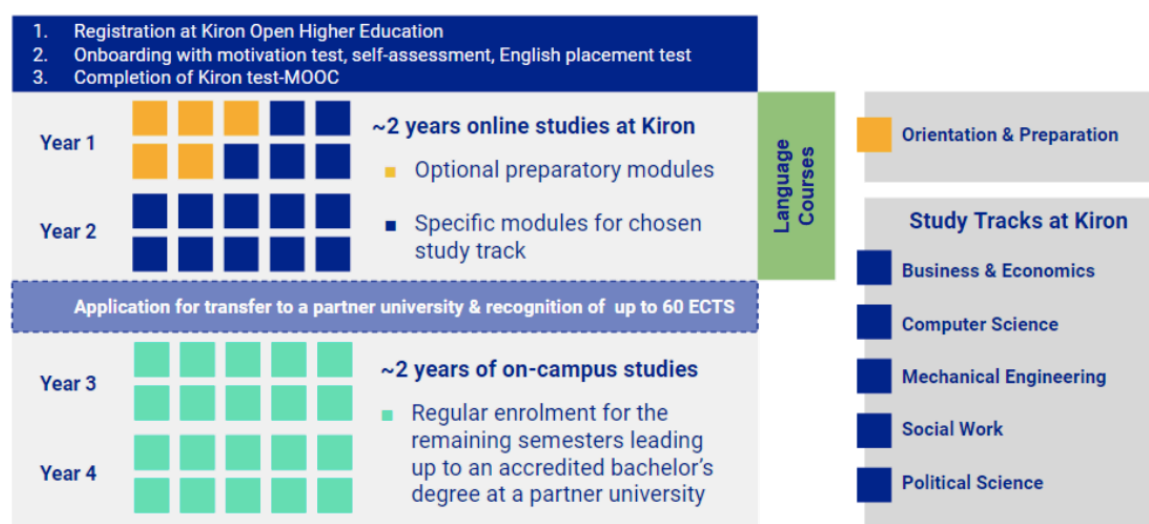 1. Registration at Kiron Open Higher Education
2. Onboarding with motivation test, self-assessment, English placement test
3. Completion of Kiron test-MOOC
Year 1
Year 2
~2 years online studies at Kiron
Optional preparatory modules
Specific modules for chosen
study track
Language
Courses
Application for transfer to a partner university & recognition of up to 60 ECTS
Year 3
Year 4
~2 years of on-campus studies
Regular enrolment for the
remaining semesters leading
up to an accredited bachelor's
degree at a partner university
Orientation & Preparation
Study Tracks at Kiron
Business & Economics
Computer Science
Mechanical Engineering
Social Work
Political Science